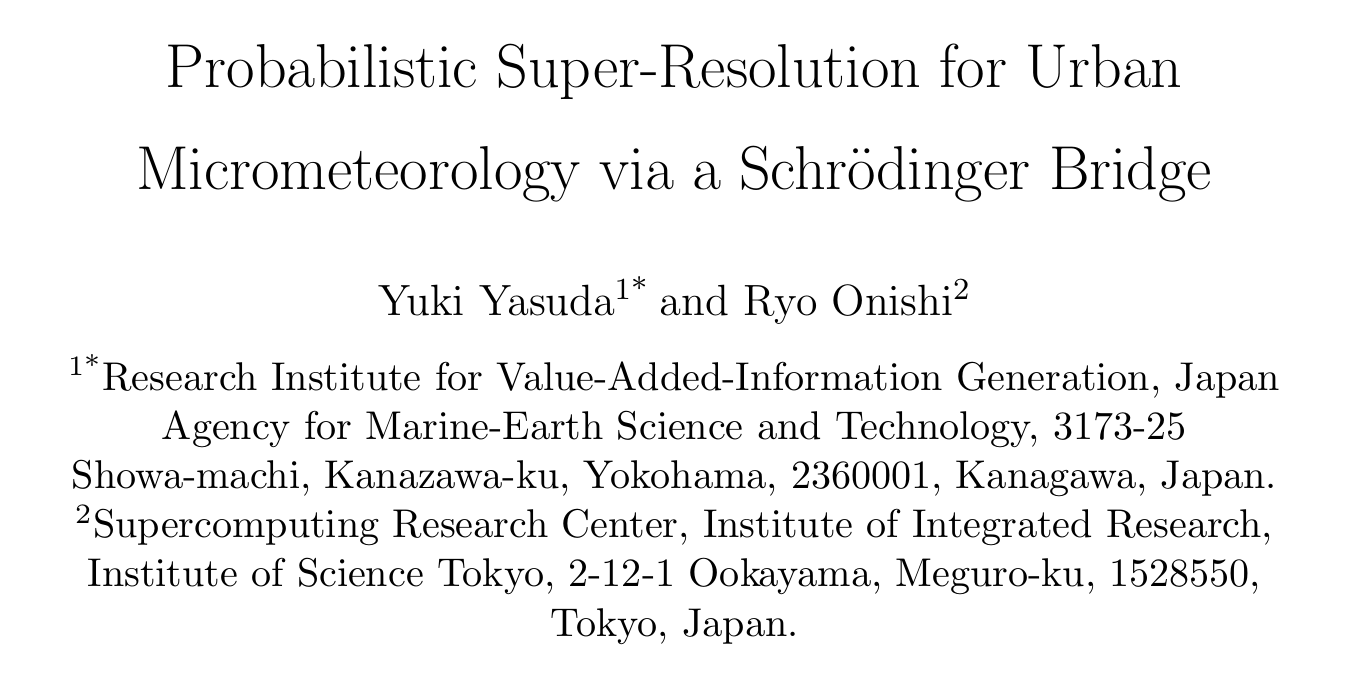 Probabilistic Super-Resolution for Urban
Micrometeorology via a Schrödinger Bridge
Yuki Yasuda1* and Ryo Onishi2
1*Research Institute for Value-Added-Information Generation, Japan
Agency for Marine-Earth Science and Technology, 3173-25
Showa-machi, Kanazawa-ku, Yokohama, 2360001, Kanagawa, Japan.
2Supercomputing Research Center, Institute of Integrated Research,
Institute of Science Tokyo, 2-12-1 Ookayama, Meguro-ku, 1528550,
Tokyo, Japan.